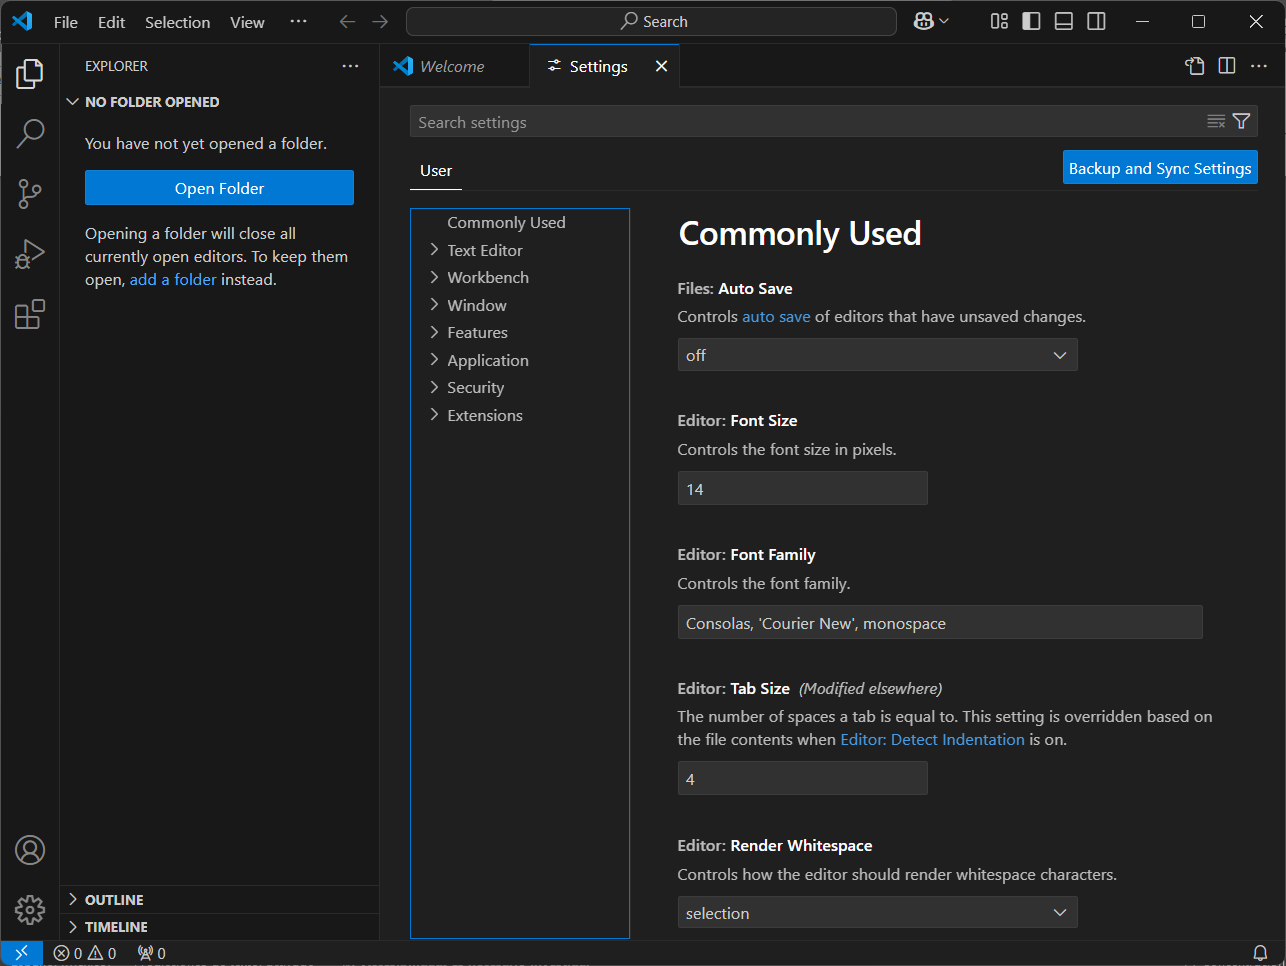 File Edit Selection View Search
EXPLORER
Welcome Settings
NO FOLDER OPENED
You have not yet opened a folder.
Open Folder
Opening a folder will close all
currently open editors. To keep them
open, add a folder instead.
OUTLINE
TIMELINE
Search settings
User
Backup and Sync Settings
Commonly Used
Text Editor
Workbench
Window
Features
Application
Security
Extensions
Commonly Used
Files: Auto Save
Controls auto save of editors that have unsaved changes.
off
Editor: Font Size
Controls the font size in pixels.
14
Editor: Font Family
Controls the font family.
Consolas, 'Courier New', monospace
Editor: Tab Size (Modified elsewhere)
The number of spaces a tab is equal to. This setting is overridden based on
the file contents when Editor: Detect Indentation is on.
4
Editor: Render Whitespace
Controls how the editor should render whitespace characters.
selection
0 0 0